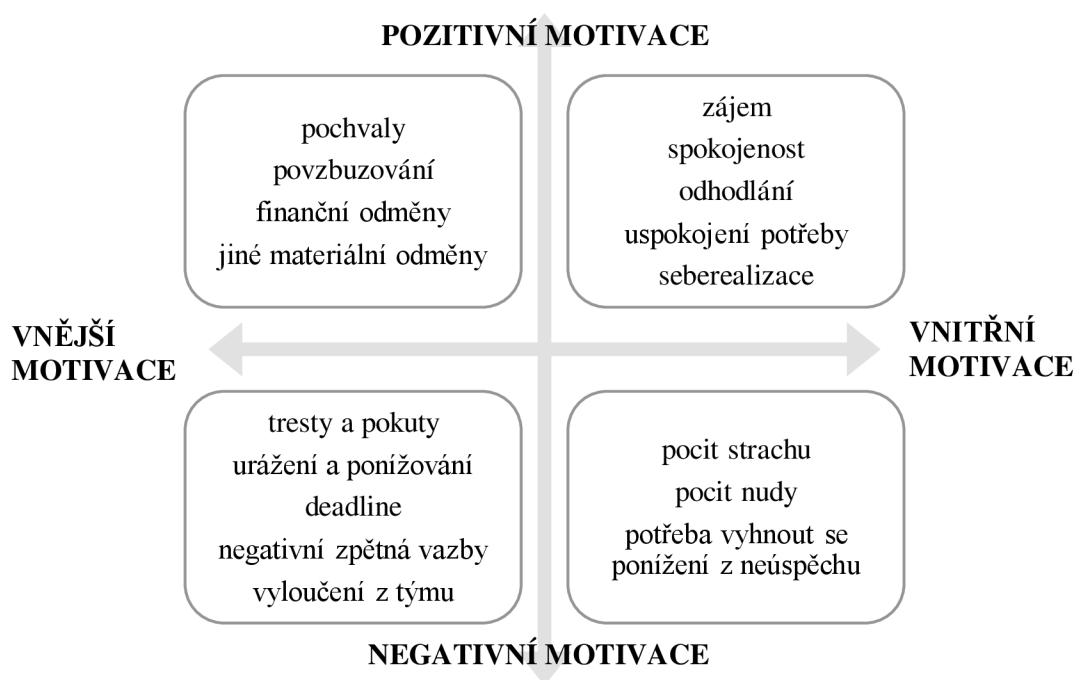 POZITIVNÍ MOTIVACE
pochvaly
povzbuzování
finanční odměny
jiné materiální odměny
zájem
spokojenost
odhodlání
uspokojení potřeby
seberealizace
VNĚJŠÍ
MOTIVACE
VNITŘNÍ
MOTIVACE
tresty a pokuty
urážení a ponížování
deadline
negativní zpětná vazby
vyloučení z týmu
pocit strachu
pocit nudy
potřeba vyhnout se
ponížení z neúspěchu
NEGATIVNÍ MOTIVACE